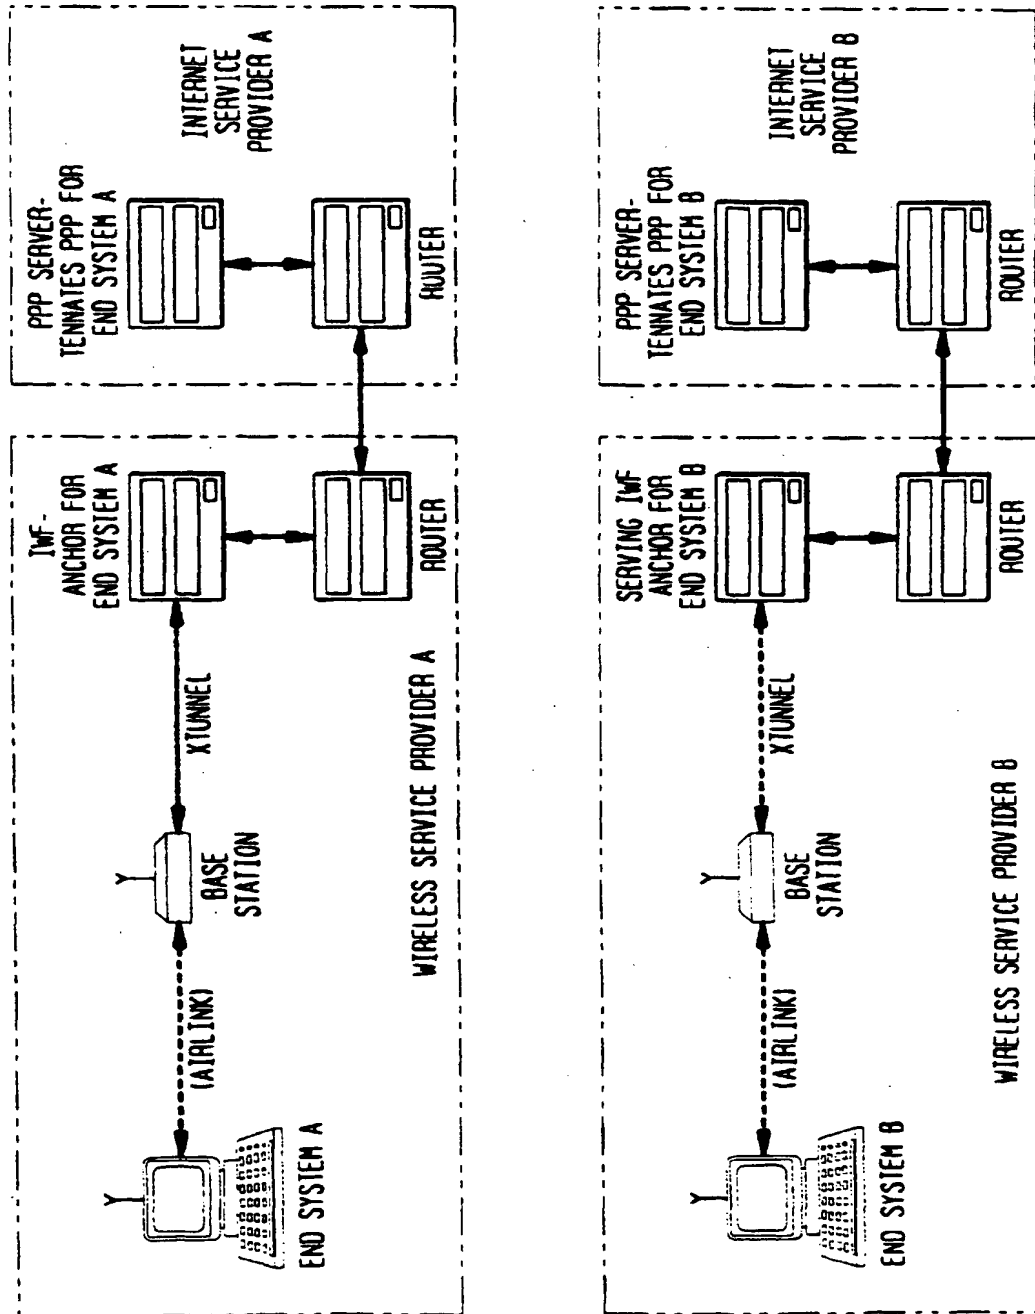 IWF-
ANCHOR FOR
END SYSTEM A
PPP SERVER-
TENNATES PPP FOR
END SYSTEM A
INTERNET
SERVICE
PROVIDER A
(AIRLINK)
XTUNNEL
BASE
STATION
END SYSTEM A
ROUTER
ROUTER
WIRELESS SERVICE PROVIDER A
SERVING IWF
ANCHOR FOR
END SYSTEM B
PPP SERVER-
TENNATES PPP FOR
END SYSTEM B
INTERNET
SERVICE
PROVIDER B
(AIRLINK)
XTUNNEL
BASE
STATION
END SYSTEM B
ROUTER
ROUTER
WIRELESS SERVICE PROVIDER B